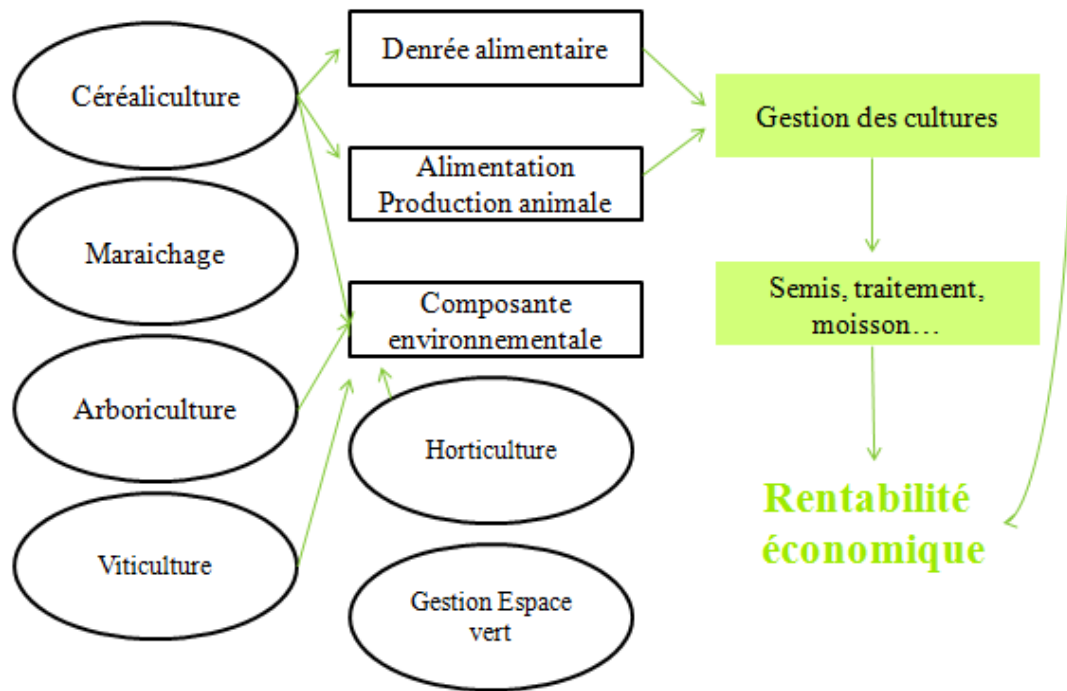 Céréaliculture
Maraichage
Arboriculture
Viticulture
Denrée alimentaire
Alimentation
Production animale
Composante
environnementale
Horticulture
Gestion Espace
vert
Gestion des cultures
Semis, traitement,
moisson…
Rentabilité
économique